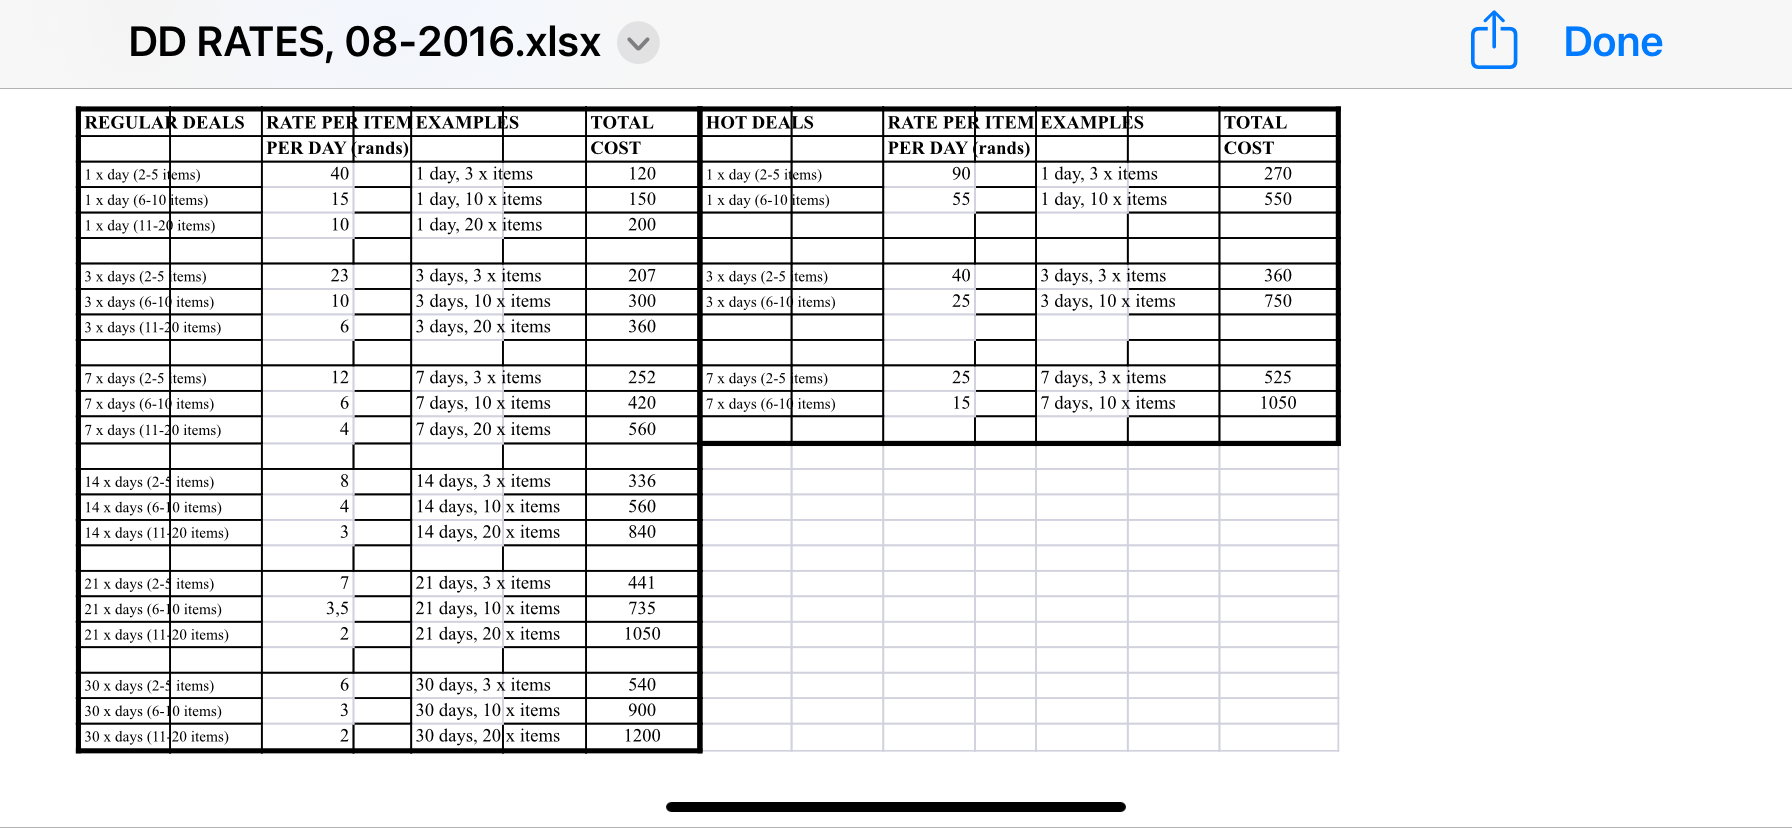 DD RATES, 08-2016.xlsx Done
REGULAR DEALS RATE PER ITEM EXAMPLES TOTAL HOT DEALS RATE PER ITEM EXAMPLES TOTAL
PER DAY (rands) COST PER DAY (rands) COST
1 x day (2-5 items) 40 1 day, 3 x items 120 1 x day (2-5 items) 90 1 day, 3 x items 270
1 x day (6-10 items) 15 1 day, 10 x items 150 1 x day (6-10 items) 55 1 day, 10 x items 550
1 x day (11-20 items) 10 1 day, 20 x items 200
3 x days (2-5 items) 23 3 days, 3 x items 207 3 x days (2-5 items) 40 3 days, 3 x items 360
3 x days (6-10 items) 10 3 days, 10 x items 300 3 x days (6-10 items) 25 3 days, 10 x items 750
3 x days (11-20 items) 6 3 days, 20 x items 360
7 x days (2-5 items) 12 7 days, 3 x items 252 7 x days (2-5 items) 25 7 days, 3 x items 525
7 x days (6-10 items) 6 7 days, 10 x items 420 7 x days (6-10 items) 15 7 days, 10 x items 1050
7 x days (11-20 items) 4 7 days, 20 x items 560
14 x days (2-5 items) 8 14 days, 3 x items 336
14 x days (6-10 items) 4 14 days, 10 x items 560
14 x days (11-20 items) 3 14 days, 20 x items 840
21 x days (2-5 items) 7 21 days, 3 x items 441
21 x days (6-10 items) 3,5 21 days, 10 x items 735
21 x days (11-20 items) 2 21 days, 20 x items 1050
30 x days (2-5 items) 6 30 days, 3 x items 540
30 x days (6-10 items) 3 30 days, 10 x items 900
30 x days (11-20 items) 2 30 days, 20 x items 1200